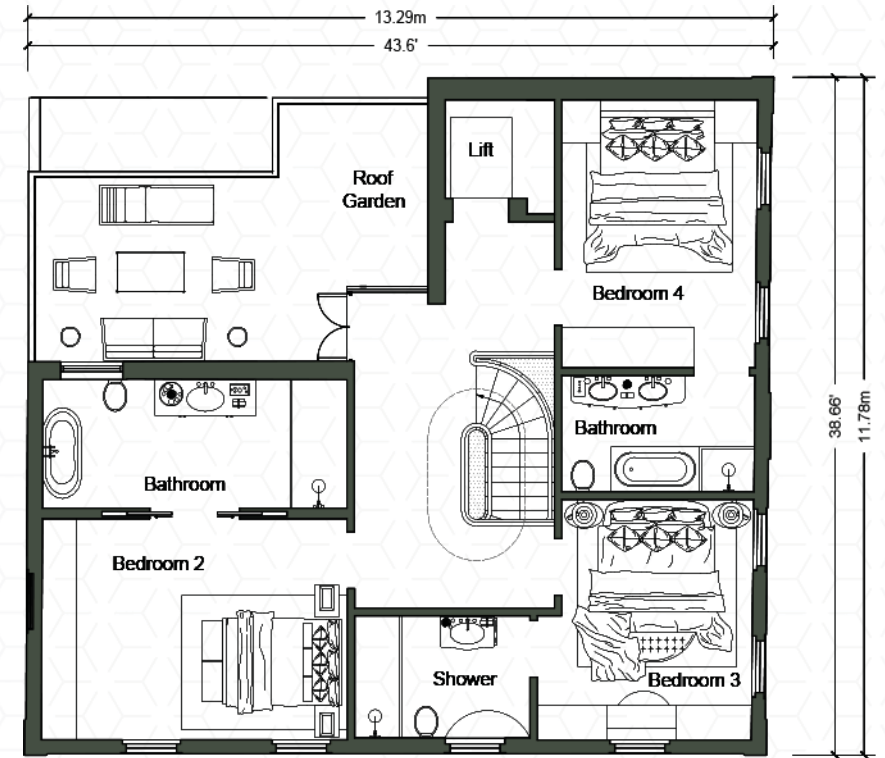 13.29m
43.6'
Lift
Roof
Garden
Bedroom 4
38.66'
11.78m
Bathroom
Bathroom
Bedroom 2
Shower
Bedroom 3